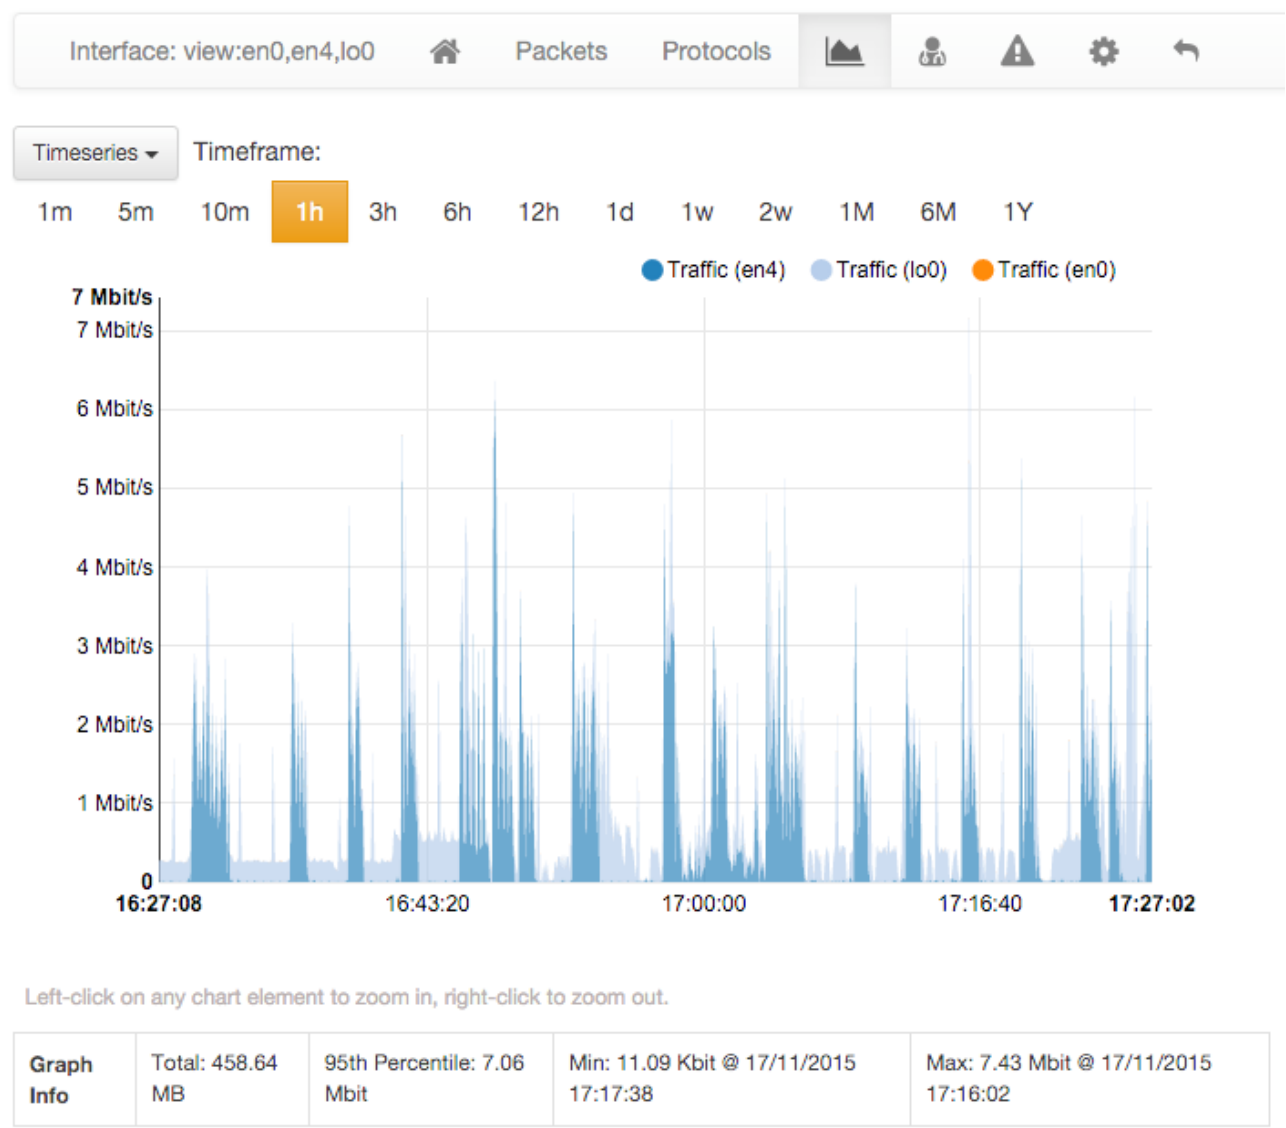 Interface: view:en0,en4,lo0 Packets Protocols
Timeseries Timeframe:
1m 5m 10m 1h 3h 6h 12h 1d 1w 2w 1M 6M 1Y
Traffic (en4) Traffic (lo0) Traffic (en0)
7 Mbit/s
7 Mbit/s
6 Mbit/s
5 Mbit/s
4 Mbit/s
3 Mbit/s
2 Mbit/s
1 Mbit/s
0
16:27:08 16:43:20 17:00:00 17:16:40 17:27:02
Left-click on any chart element to zoom in, right-click to zoom out.
Graph Info
Total: 458.64 MB
95th Percentile: 7.06 Mbit
Min: 11.09 Kbit @ 17/11/2015 17:17:38
Max: 7.43 Mbit @ 17/11/2015 17:16:02